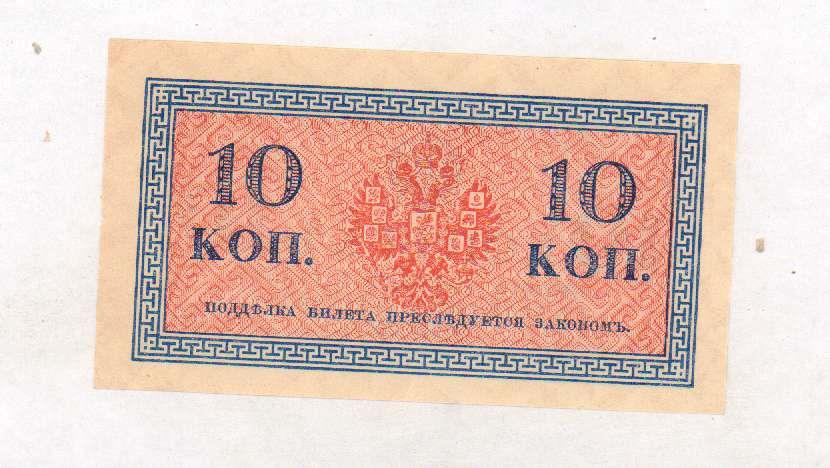 10 10
КОП. КОП.
ПОДДѢЛКА БИЛЕТА ПРЕСЛѢДУЕТСЯ ЗАКОНОМЪ.